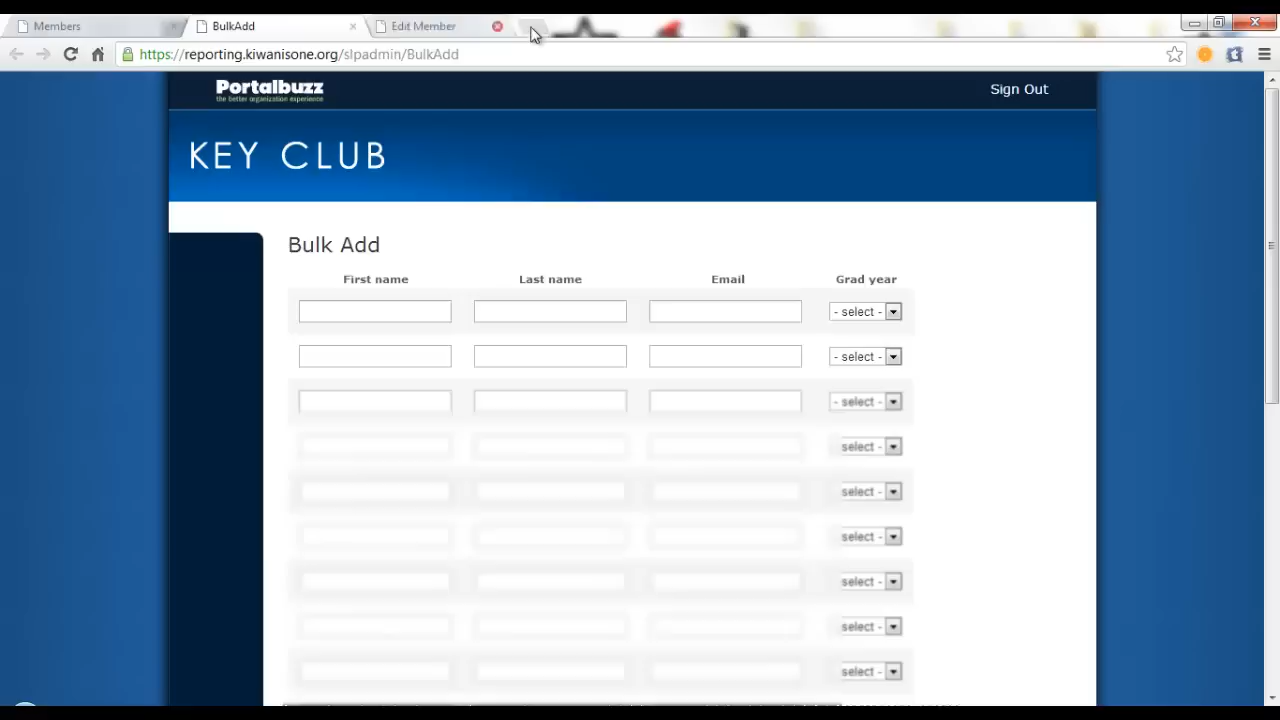 Members
BulkAdd
Edit Member
https://reporting.kiwanisone.org/slpadmin/BulkAdd
Portalbuzz
the better organization experience
Sign Out
KEY CLUB
Bulk Add
First name Last name Email Grad year
- select -
- select -
- select -
select -
select -
select -
select -
select -
select -